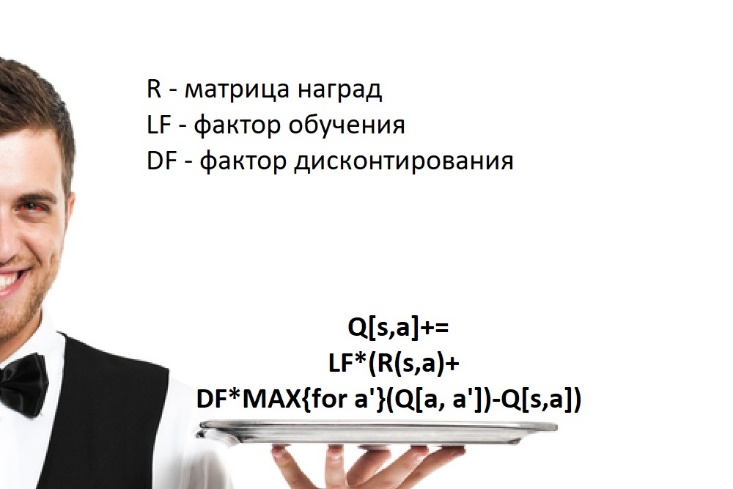 R - матрица наград
LF - фактор обучения
DF - фактор дисконтирования
Q[s,a]+=
LF*(R(s,a)+
DF*MAX{for a'}(Q[a, a'])-Q[s,a])